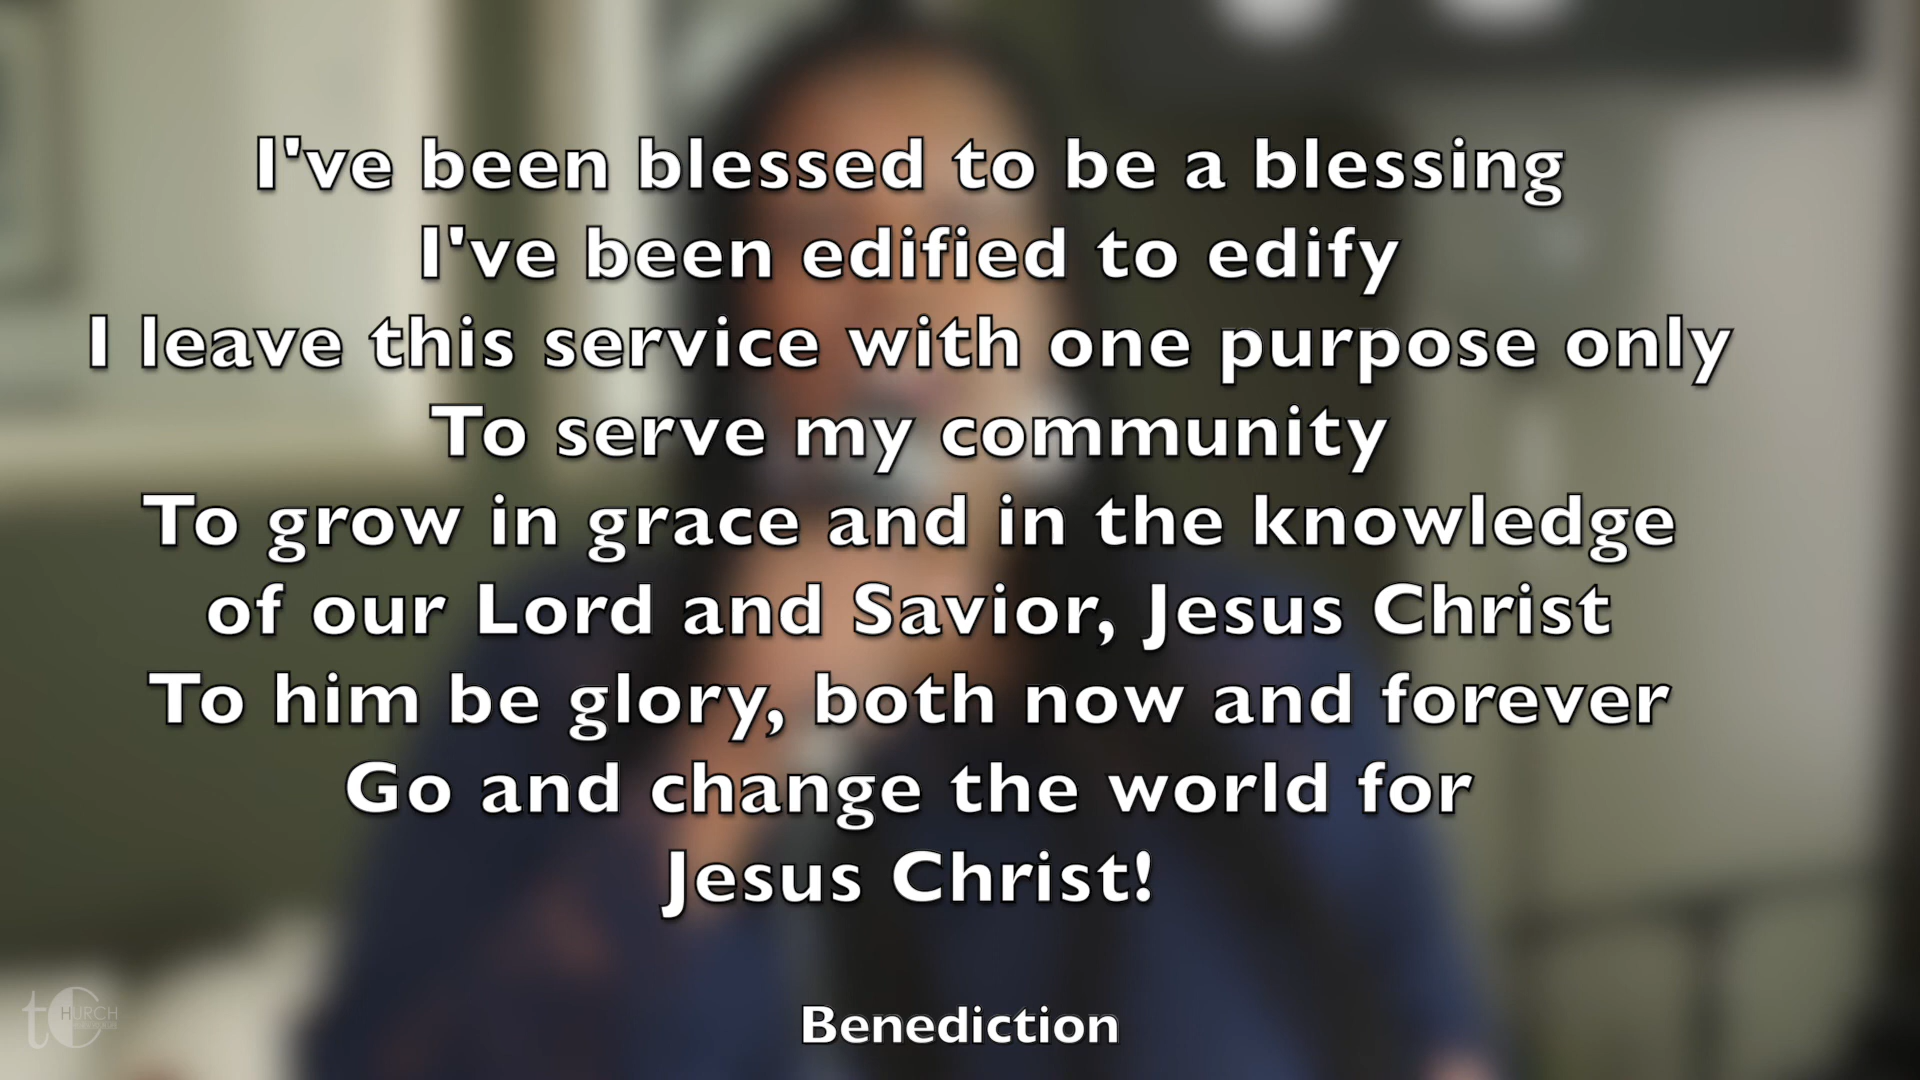 I've been blessed to be a blessing
I've been edified to edify
I leave this service with one purpose only
To serve my community
To grow in grace and in the knowledge
of our Lord and Savior, Jesus Christ
To him be glory, both now and forever
Go and change the world for
Jesus Christ!
Benediction
tCHURCH